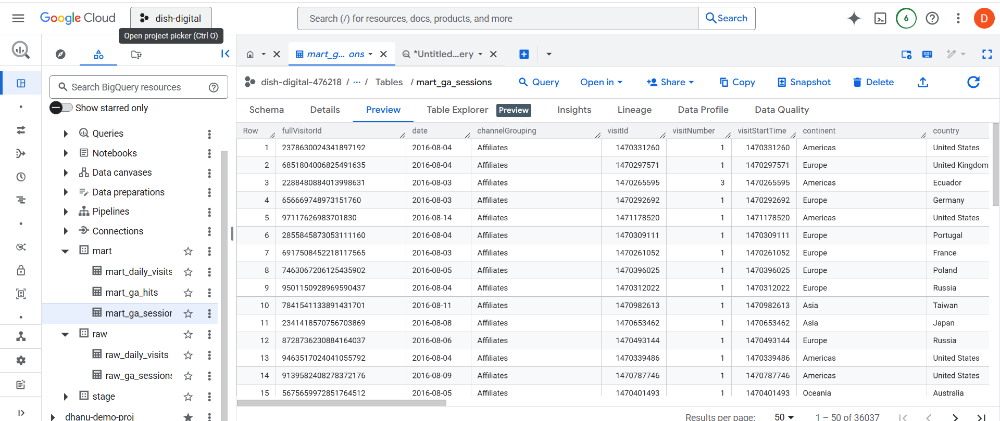 Google Cloud
dish-digital
Search (/) for resources, docs, products, and more
Search
6
D
Open project picker (Ctrl O)
mart_g... ons
*Untitled...ery
Search BigQuery resources
Show starred only
Queries
Notebooks
Data canvases
Data preparations
Pipelines
Connections
mart
mart_daily_visits
mart_ga_hits
mart_ga_session
raw
raw_daily_visits
raw_ga_sessions
stage
dhanu-demo-proj
dish-digital-476218 / ··· / Tables / mart_ga_sessions
Query
Open in
Share
Copy
Snapshot
Delete
Schema
Details
Preview
Table Explorer
Preview
Insights
Lineage
Data Profile
Data Quality
Row fullVisitorId date channelGrouping visitId visitNumber visitStartTime continent country
1 2378630024341897192 2016-08-04 Affiliates 1470331260 1 1470331260 Americas United States
2 6851804006825491635 2016-08-04 Affiliates 1470297571 1 1470297571 Europe United Kingdom
3 2288480884013998631 2016-08-03 Affiliates 1470265595 3 1470265595 Americas Ecuador
4 656669748973151760 2016-08-03 Affiliates 1470292692 1 1470292692 Europe Germany
5 97117626983701830 2016-08-14 Affiliates 1471178520 1 1471178520 Americas United States
6 2855845873053111160 2016-08-04 Affiliates 1470309111 1 1470309111 Europe Portugal
7 6917508452218117565 2016-08-03 Affiliates 1470261052 1 1470261052 Europe France
8 7463067206125435902 2016-08-05 Affiliates 1470396025 1 1470396025 Europe Poland
9 9501150928969590437 2016-08-04 Affiliates 1470312022 1 1470312022 Europe Russia
10 7841541133891431701 2016-08-11 Affiliates 1470982613 1 1470982613 Asia Taiwan
11 2341418570756703869 2016-08-08 Affiliates 1470653462 1 1470653462 Asia Japan
12 8728736230884164037 2016-08-06 Affiliates 1470493144 1 1470493144 Europe Russia
13 9463517024041055792 2016-08-04 Affiliates 1470339486 1 1470339486 Americas United States
14 9139582408278372176 2016-08-09 Affiliates 1470787746 1 1470787746 Americas United States
15 5675659972851764512 2016-08-05 Affiliates 1470401493 1 1470401493 Oceania Australia
Results per page: 50 1 – 50 of 36037